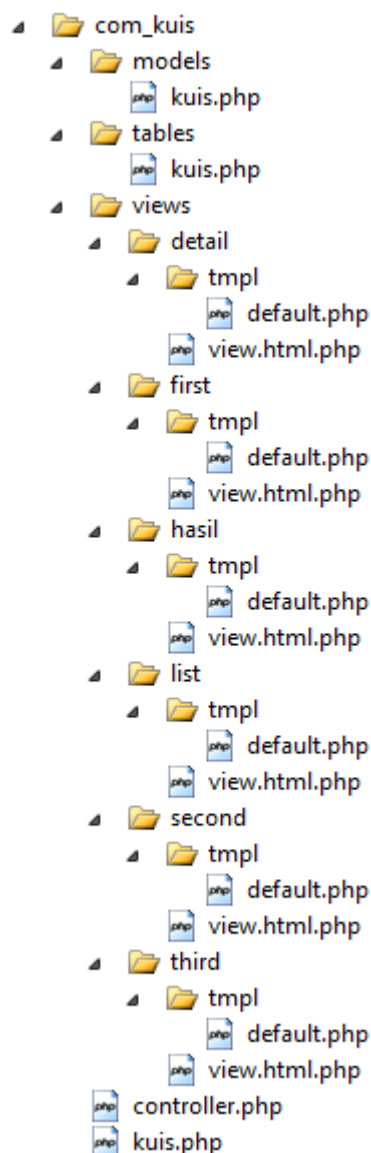 com_kuis
models
kuis.php
tables
kuis.php
views
detail
tmpl
default.php
view.html.php
first
tmpl
default.php
view.html.php
hasil
tmpl
default.php
view.html.php
list
tmpl
default.php
view.html.php
second
tmpl
default.php
view.html.php
third
tmpl
default.php
view.html.php
controller.php
kuis.php